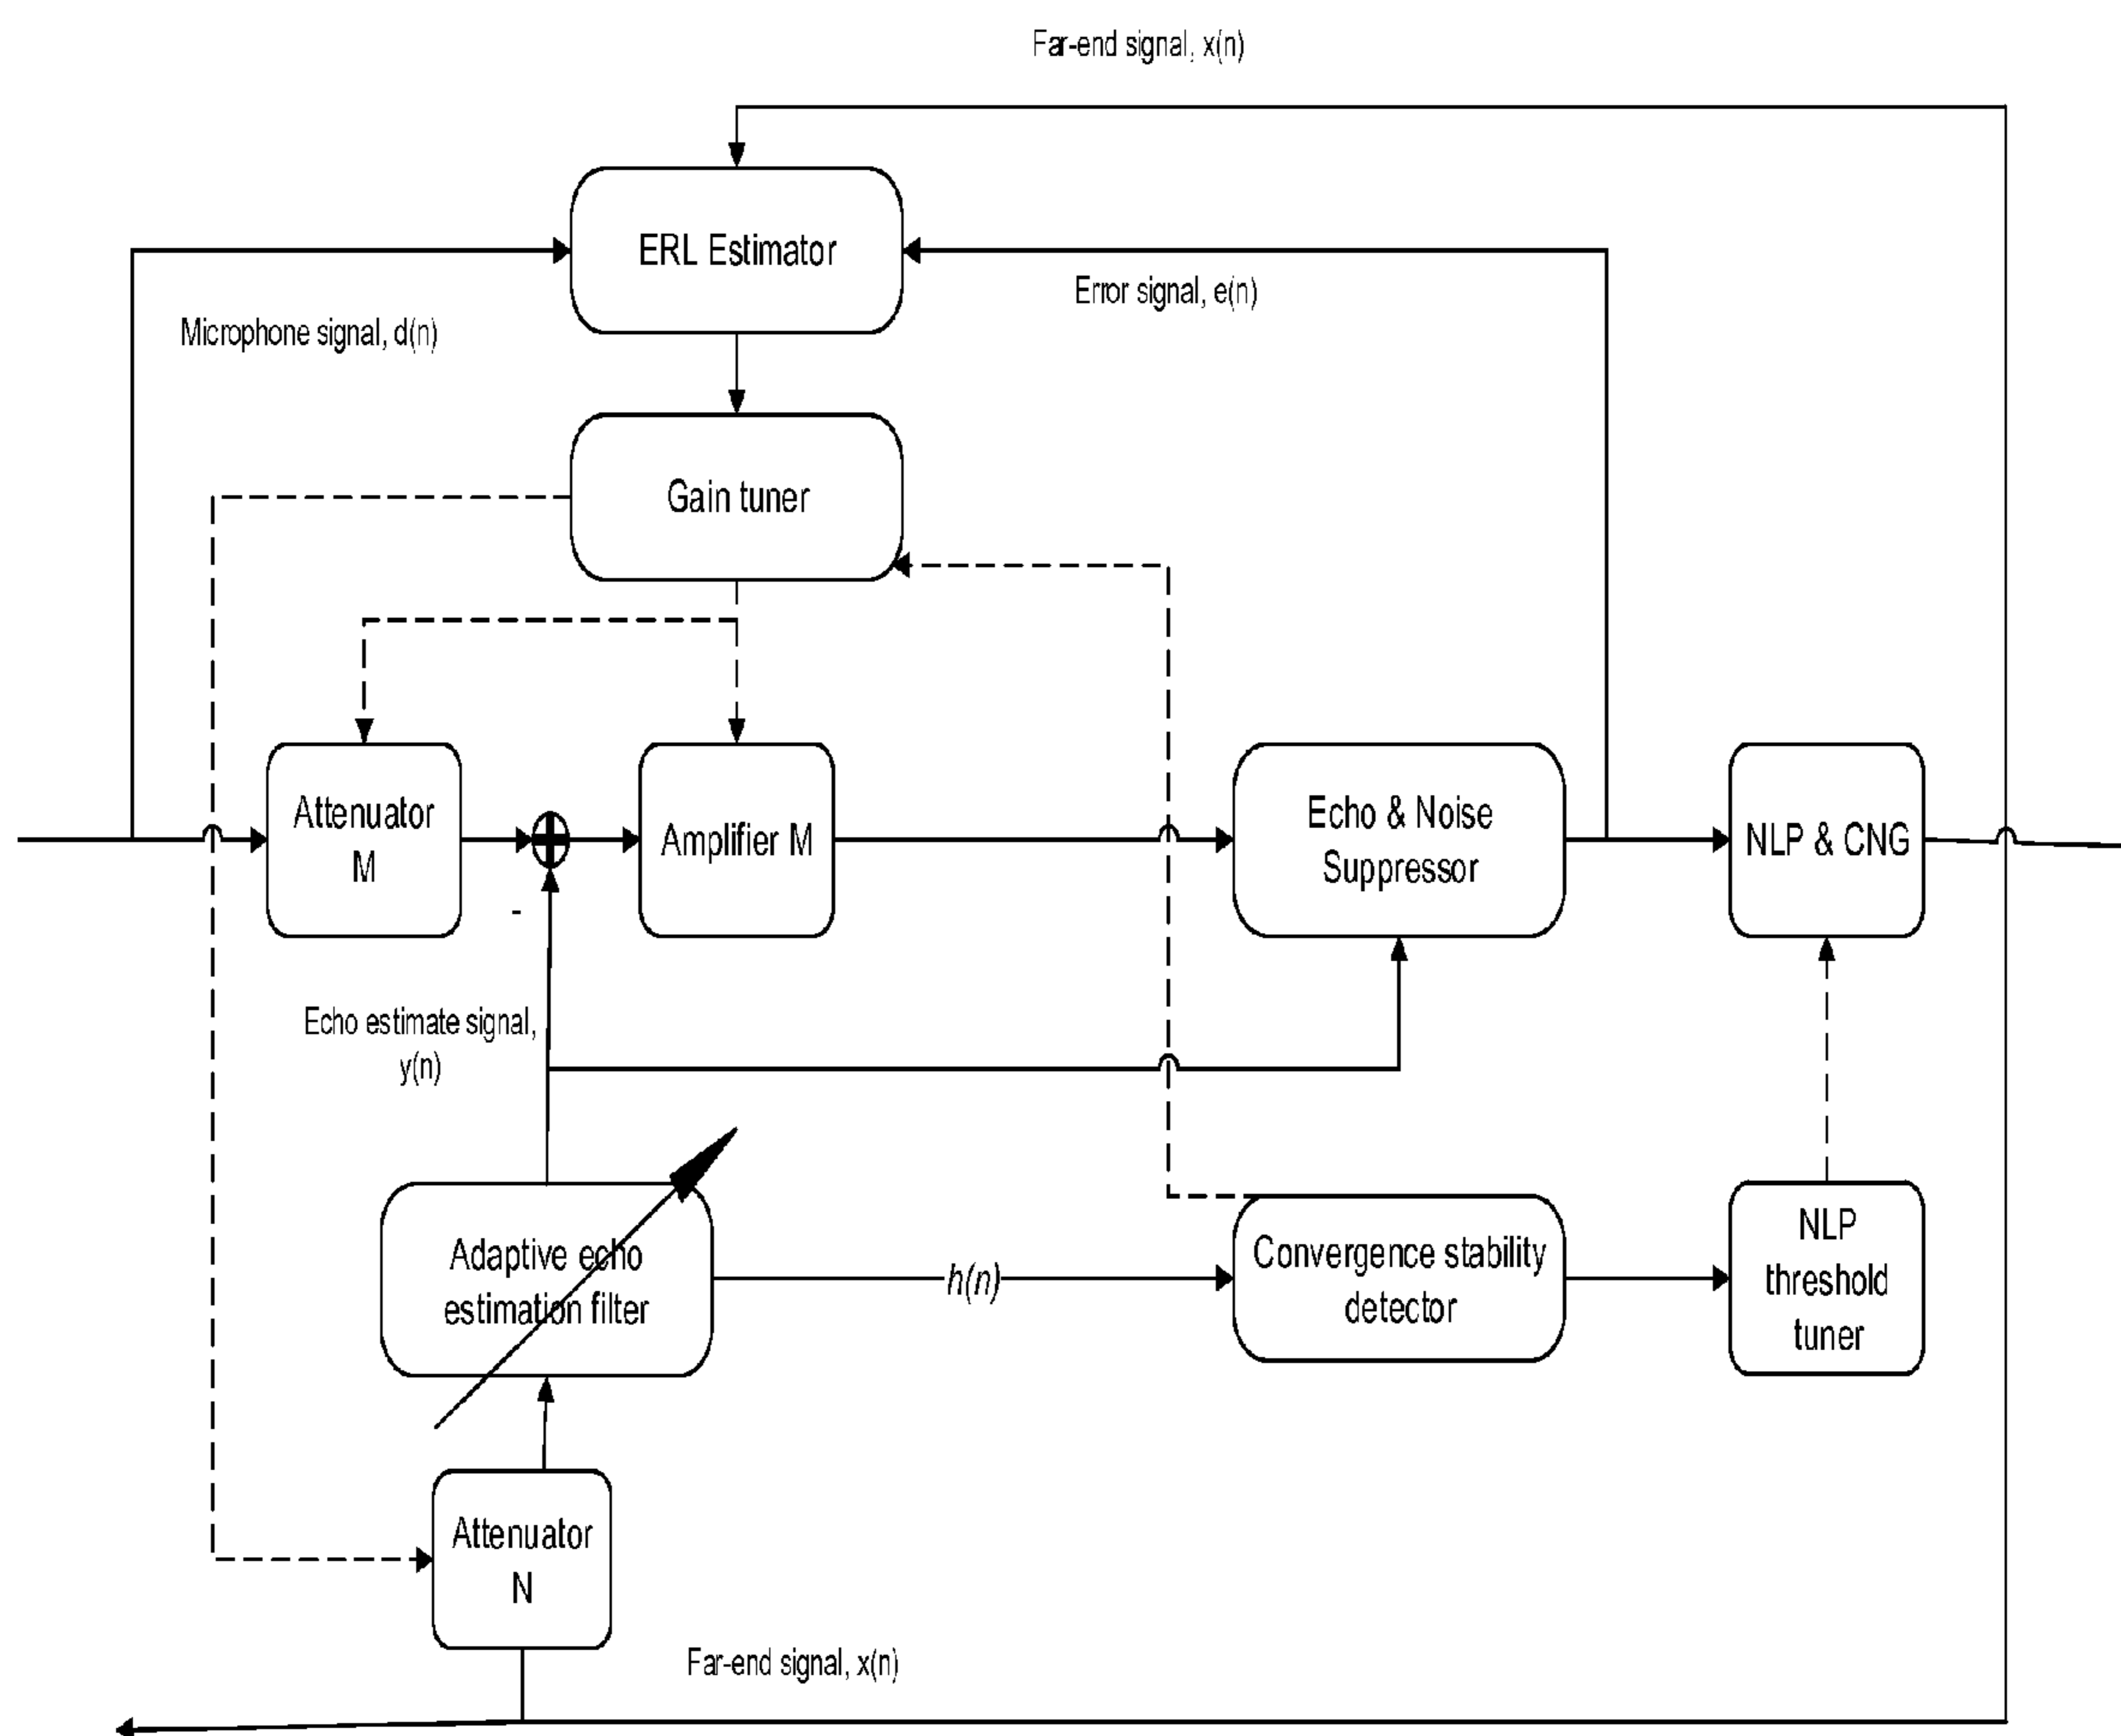 Far-end signal, x(n)
ERL Estimator
Error signal, e(n)
Microphone signal, d(n)
Gain tuner
Attenuator
M
Amplifier M
Echo & Noise
Suppressor
NLP & CNG
-
Echo estimate signal,
y(n)
Adaptive echo
estimation filter
h(n)
Convergence stability
detector
NLP
threshold
tuner
Attenuator
N
Far-end signal, x(n)